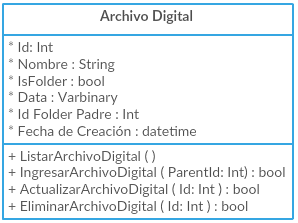 Archivo Digital
* Id: Int
* Nombre : String
* IsFolder : bool
* Data : Varbinary
* Id Folder Padre : Int
* Fecha de Creación : datetime
+ ListarArchivoDigital ( )
+ IngresarArchivoDigital ( ParentId: Int) : bool
+ ActualizarArchivoDigital ( Id: Int ) : bool
+ EliminarArchivoDigital ( Id: Int ) : bool